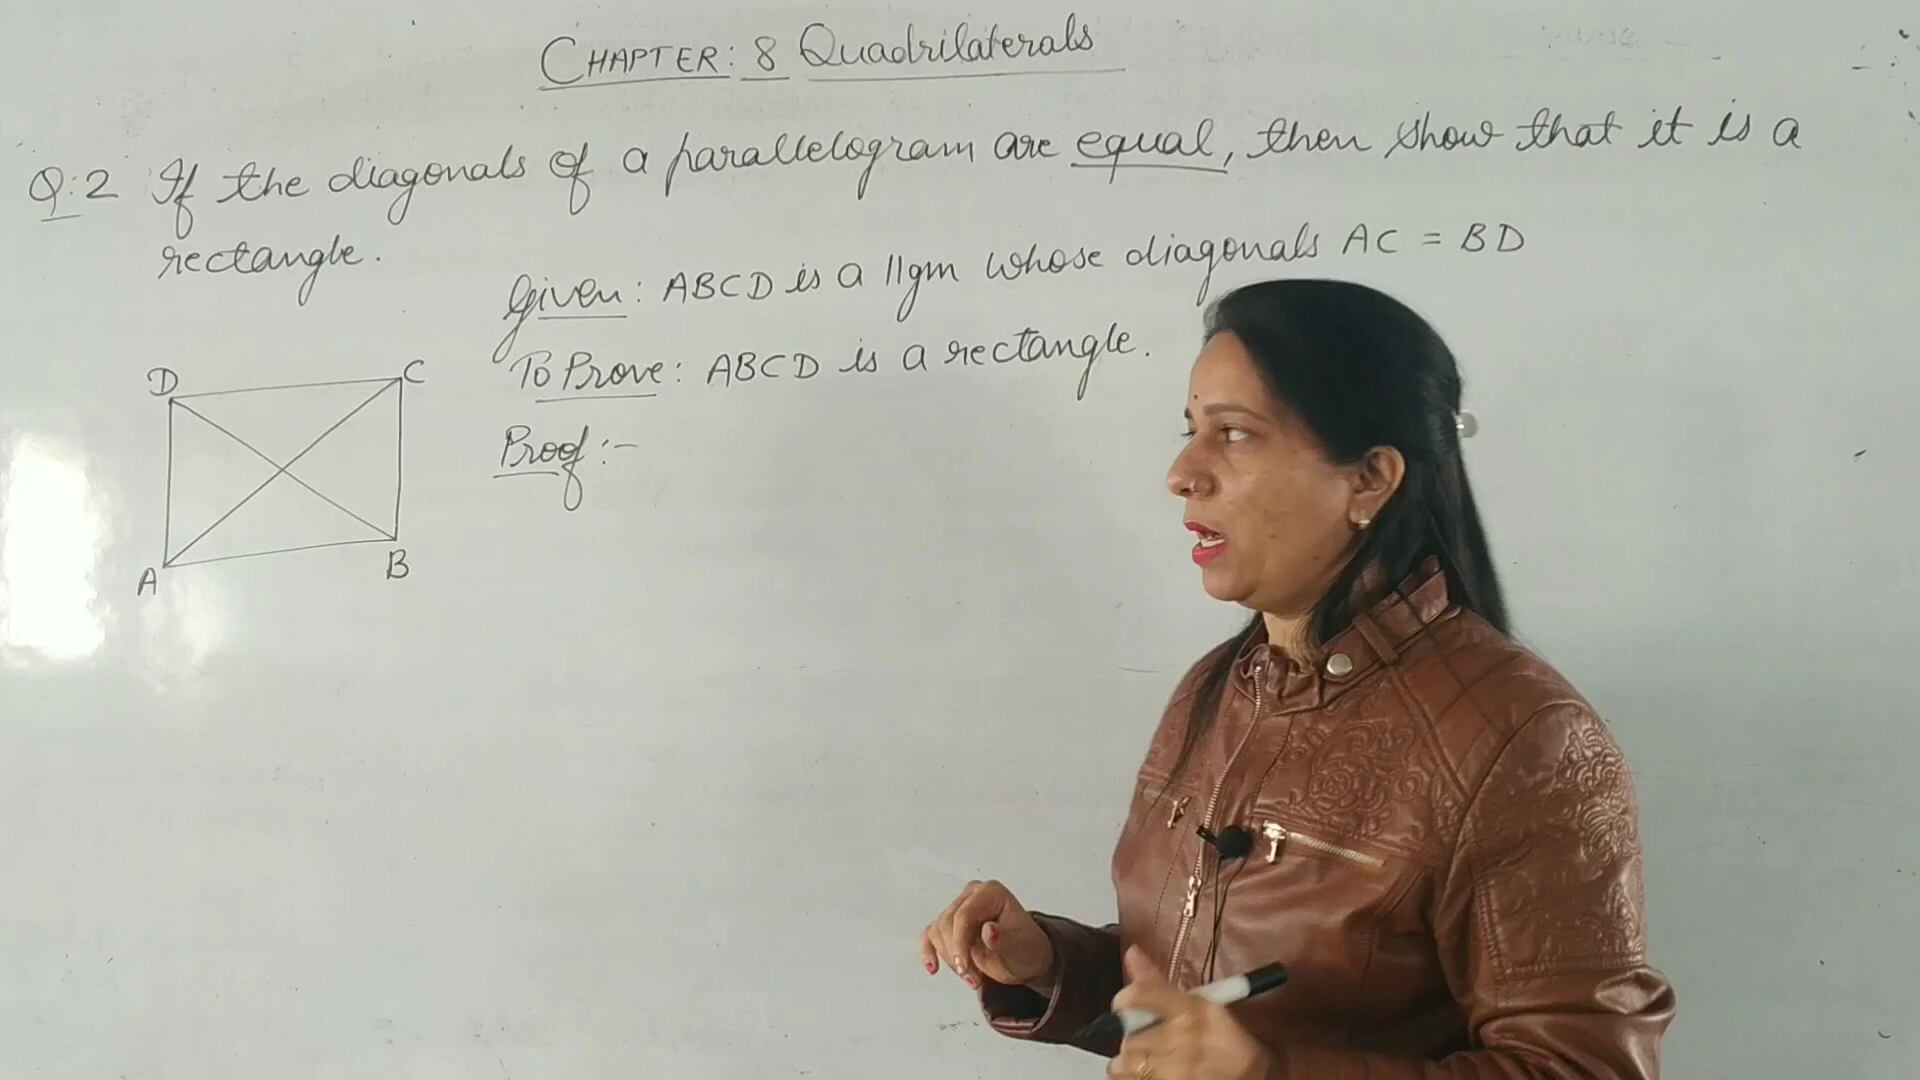 CHAPTER: 8 Quadrilaterals
Q:2 If the diagonals of a parallelogram are equal, then show that it is a
rectangle.
Given: ABCD is a ||gm whose diagonals AC = BD
To Prove: ABCD is a rectangle.
Proof :-
D C
A B